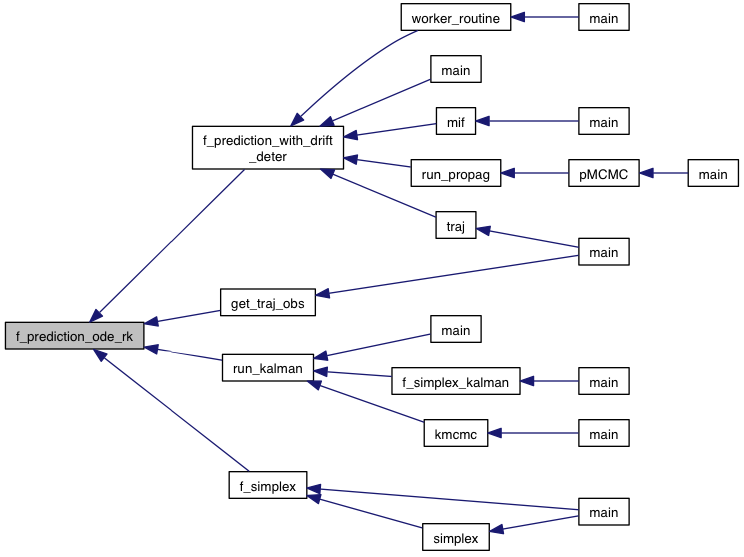 worker_routine
main
main
mif
main
f_prediction_with_drift
_deter
run_propag
pMCMC
main
traj
main
get_traj_obs
f_prediction_ode_rk
main
run_kalman
f_simplex_kalman
main
kmcmc
main
f_simplex
main
simplex